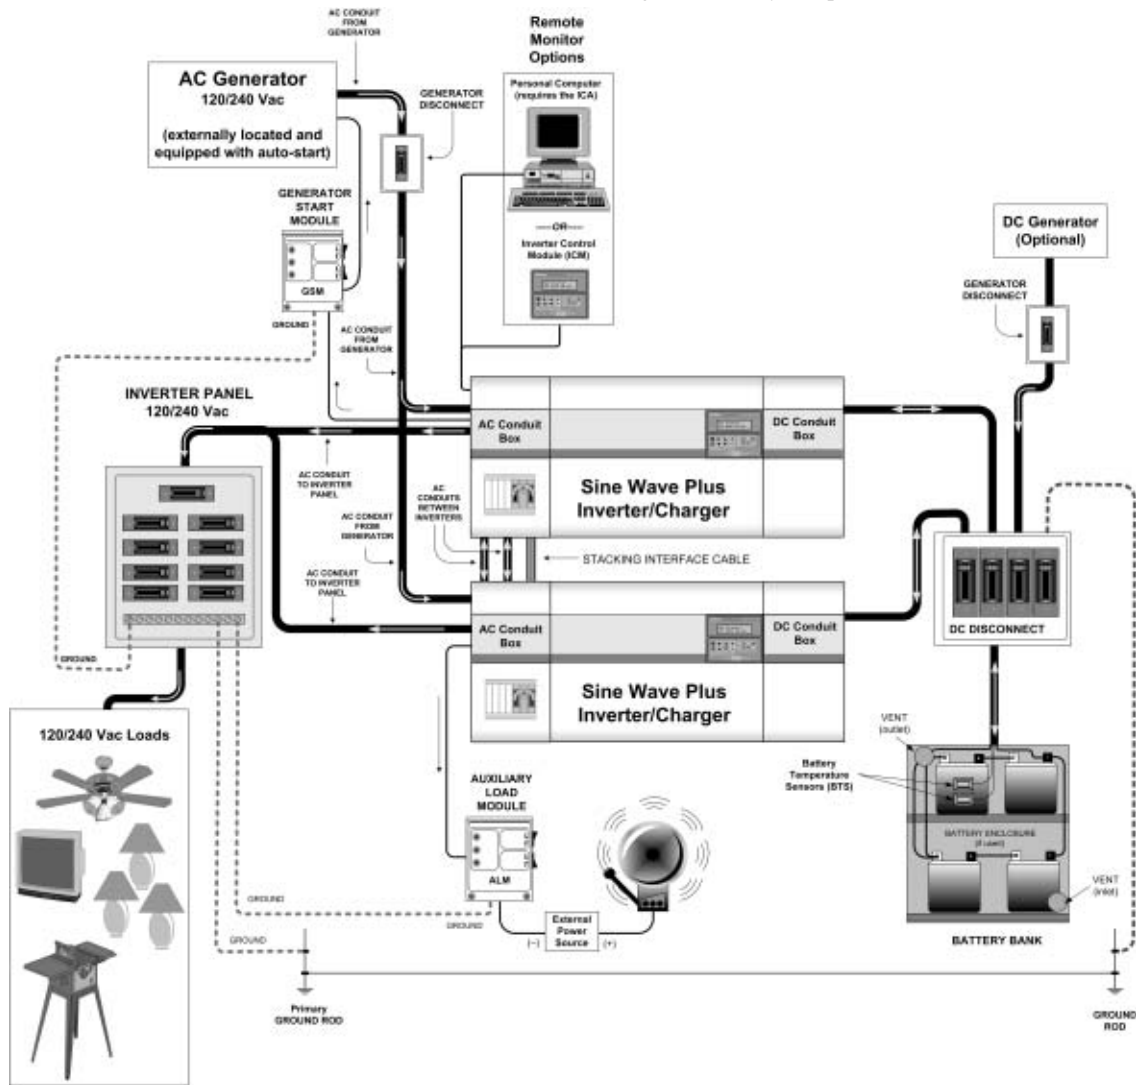 AC CONDUIT
FROM
GENERATOR
Remote
Monitor
Options
AC Generator
120/240 Vac
(externally located and
equipped with auto-start)
GENERATOR
DISCONNECT
Personal Computer
(requires the ICA)
OR
Inverter Control
Module (ICM)
GENERATOR
START
MODULE
GSM
GROUND
AC CONDUIT
FROM
GENERATOR
DC Generator
(Optional)
GENERATOR
DISCONNECT
INVERTER PANEL
120/240 Vac
AC Conduit
Box
DC Conduit
Box
Sine Wave Plus
Inverter/Charger
AC CONDUIT
TO INVERTER
PANEL
AC
CONDUITS
BETWEEN
INVERTERS
AC CONDUIT
FROM
GENERATOR
STACKING INTERFACE CABLE
AC CONDUIT
TO INVERTER
PANEL
AC Conduit
Box
DC Conduit
Box
Sine Wave Plus
Inverter/Charger
DC DISCONNECT
GROUND
120/240 Vac Loads
VENT
(outlet)
Battery
Temperature
Sensors (BTS)
BATTERY ENCLOSURE
(if used)
VENT
(inlet)
BATTERY BANK
AUXILIARY
LOAD
MODULE
ALM
GROUND
GROUND
GROUND
(–)
External
Power
Source
(+)
Primary
GROUND ROD
GROUND
ROD